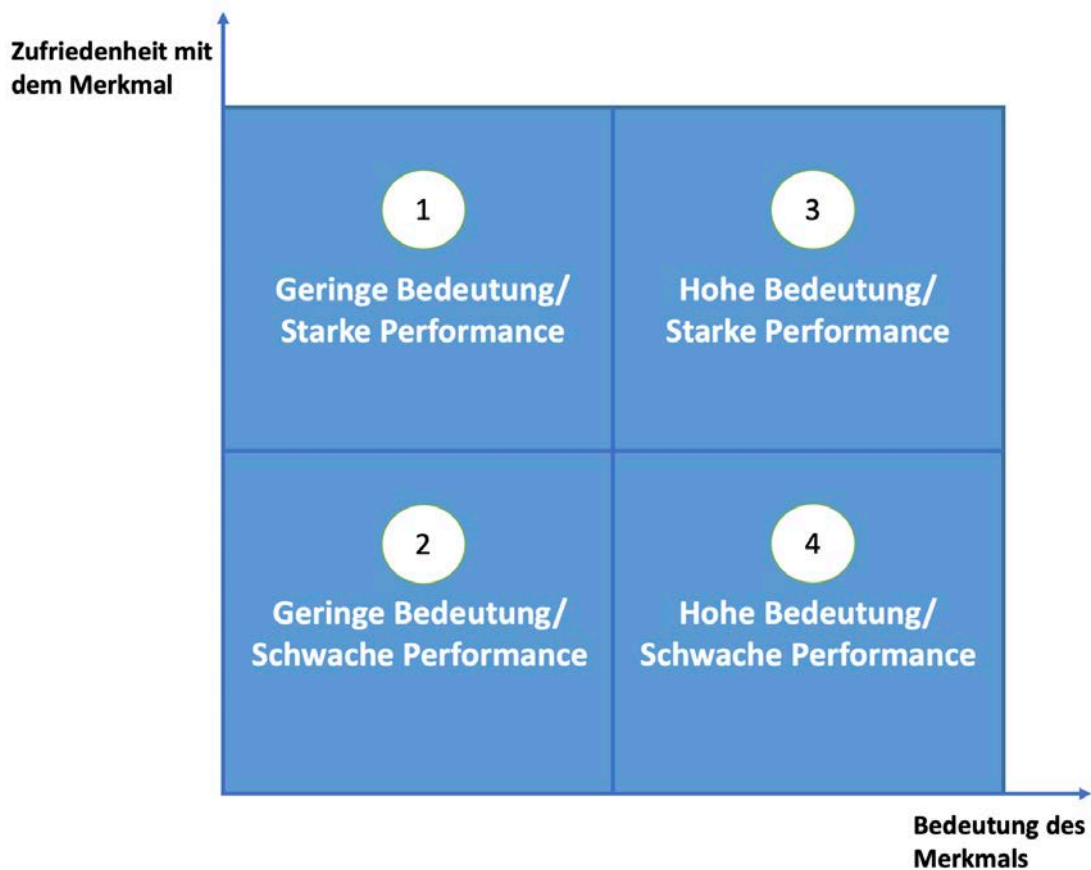 Zufriedenheit mit
dem Merkmal
1
Geringe Bedeutung/
Starke Performance
3
Hohe Bedeutung/
Starke Performance
2
Geringe Bedeutung/
Schwache Performance
4
Hohe Bedeutung/
Schwache Performance
Bedeutung des
Merkmals